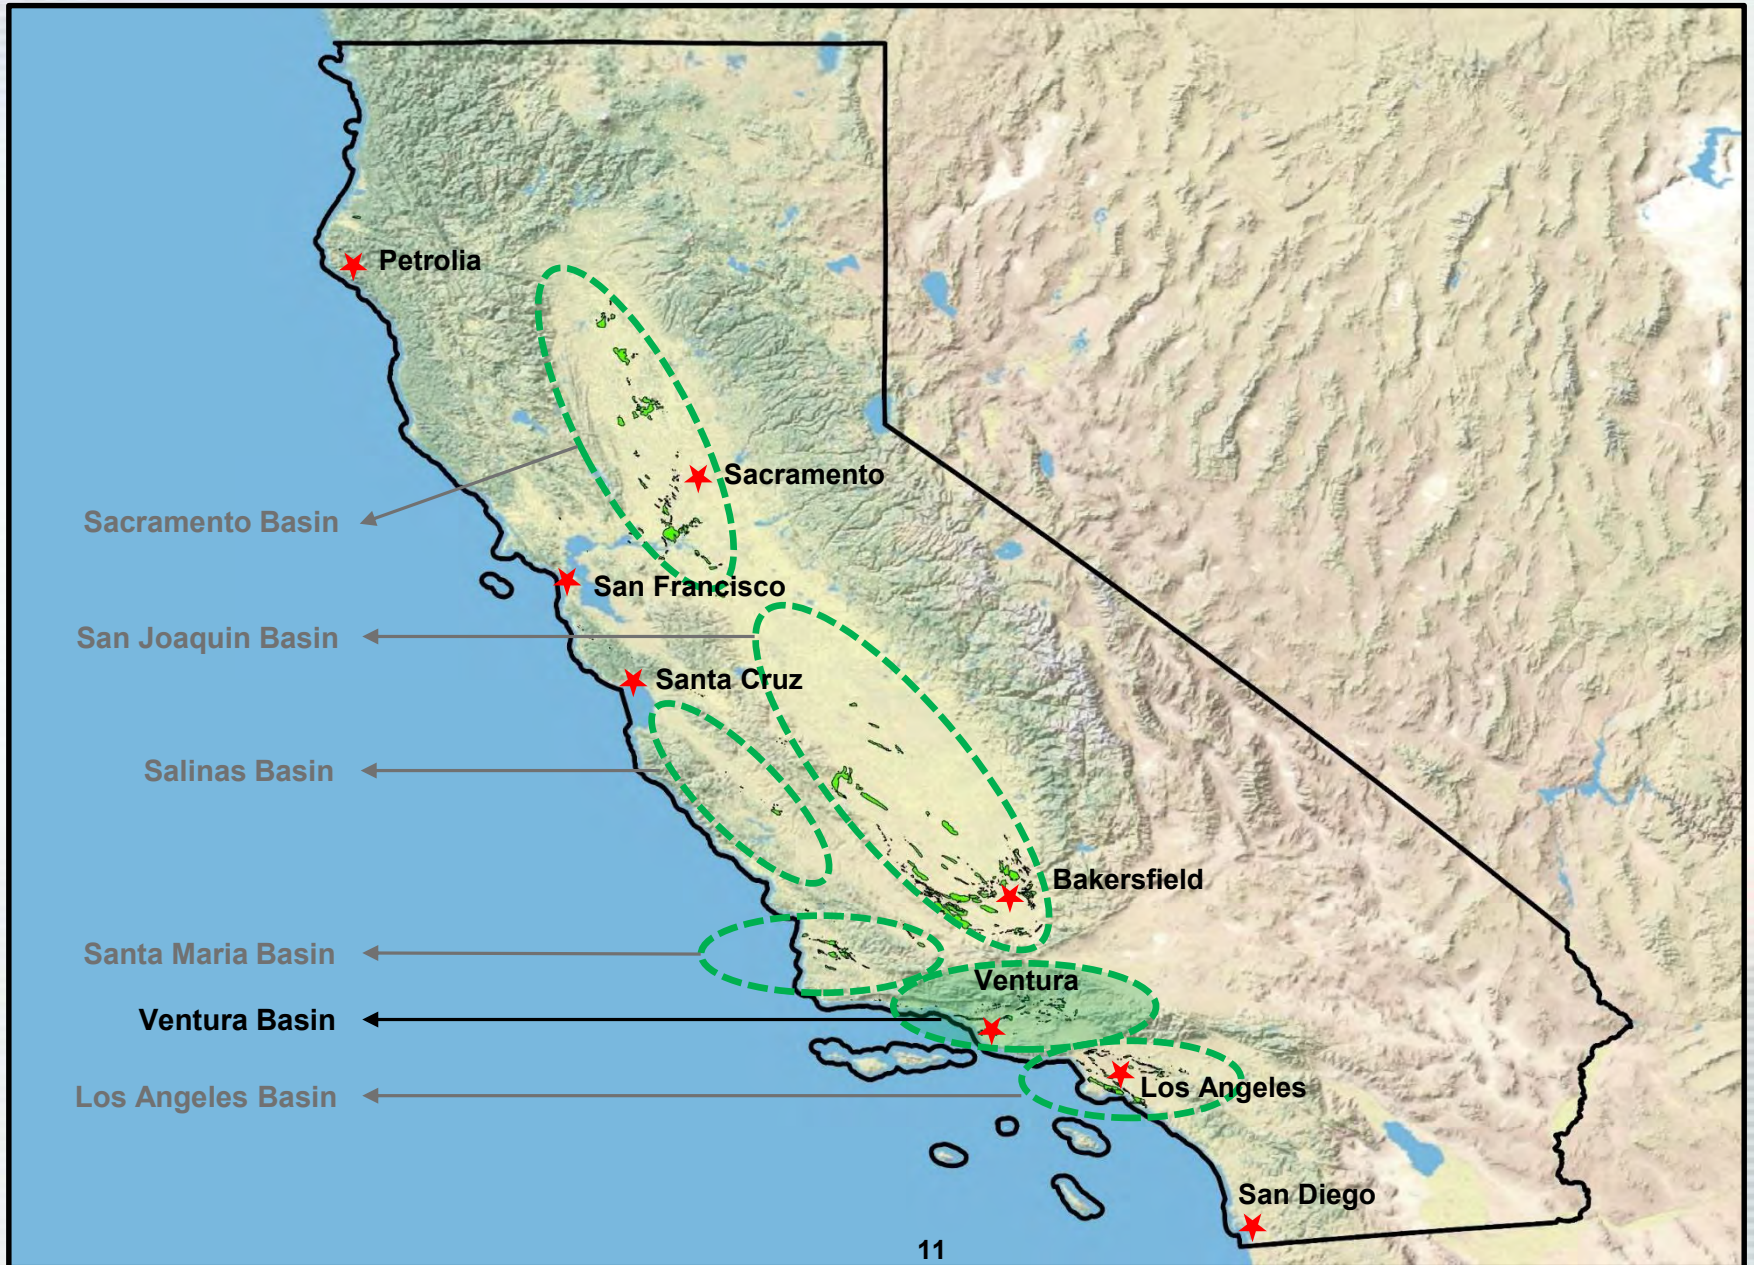 Petrolia
Sacramento
Sacramento Basin
San Francisco
San Joaquin Basin
Santa Cruz
Salinas Basin
Bakersfield
Santa Maria Basin
Ventura
Ventura Basin
Los Angeles
Los Angeles Basin
San Diego
11